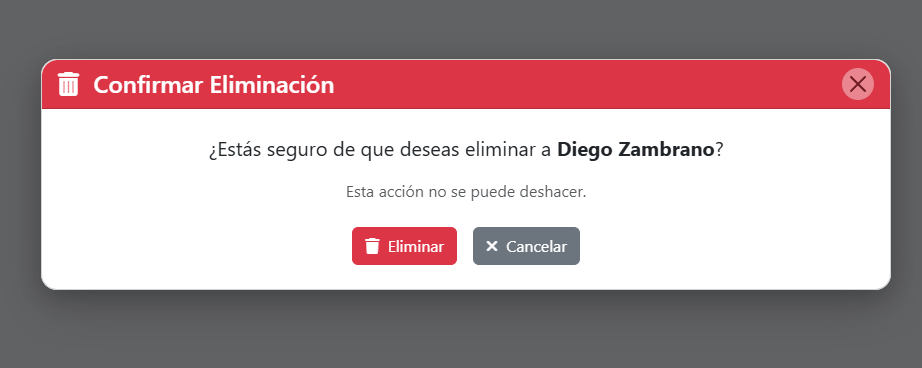 Confirmar Eliminación
¿Estás seguro de que deseas eliminar a Diego Zambrano?
Esta acción no se puede deshacer.
Eliminar
Cancelar